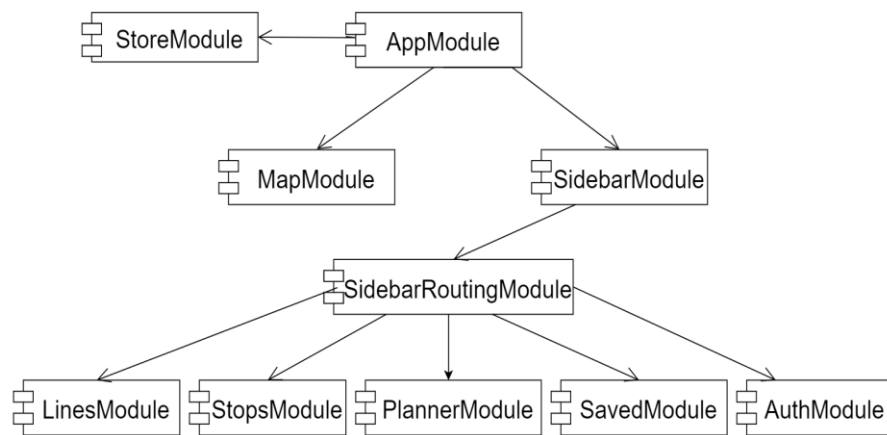 StoreModule
AppModule
MapModule
SidebarModule
SidebarRoutingModule
LinesModule
StopsModule
PlannerModule
SavedModule
AuthModule